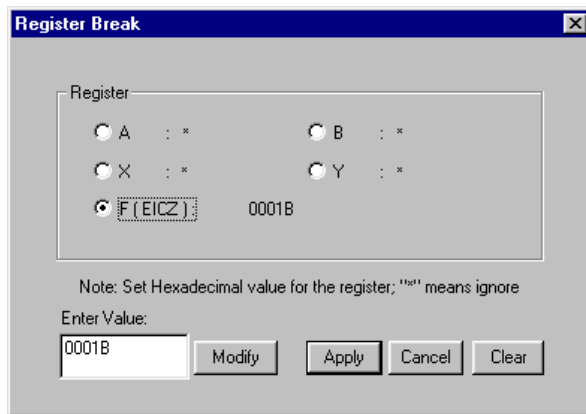 Register Break
Register
A : * B : *
X : * Y : *
F ( EICZ ) : 0001B
Note: Set Hexadecimal value for the register; "*" means ignore
Enter Value:
0001B Modify Apply Cancel Clear